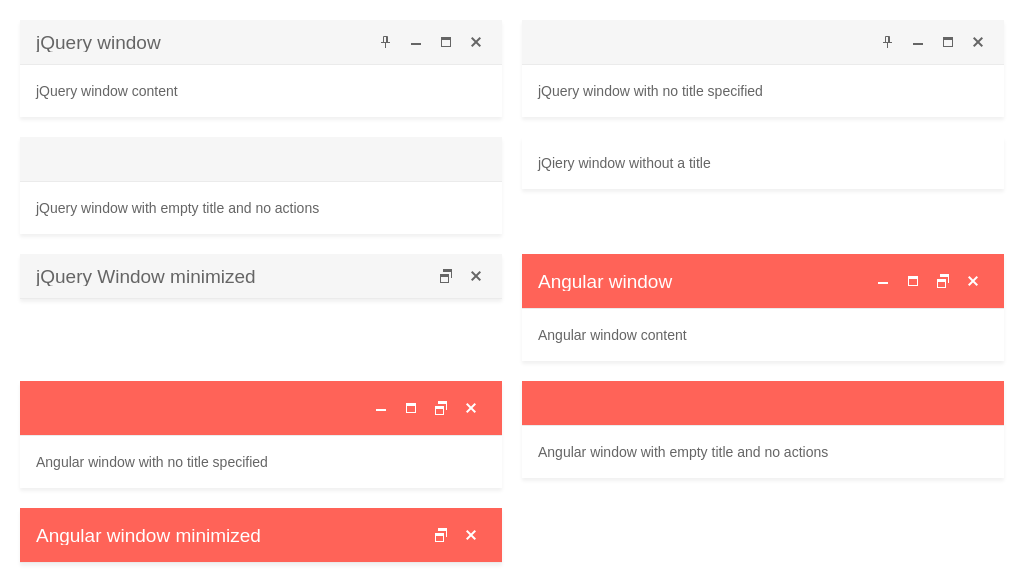 jQuery window
jQuery window content
jQuery window with no title specified
jQuery window with empty title and no actions
jQiery window without a title
jQuery Window minimized
Angular window
Angular window content
Angular window with no title specified
Angular window with empty title and no actions
Angular window minimized